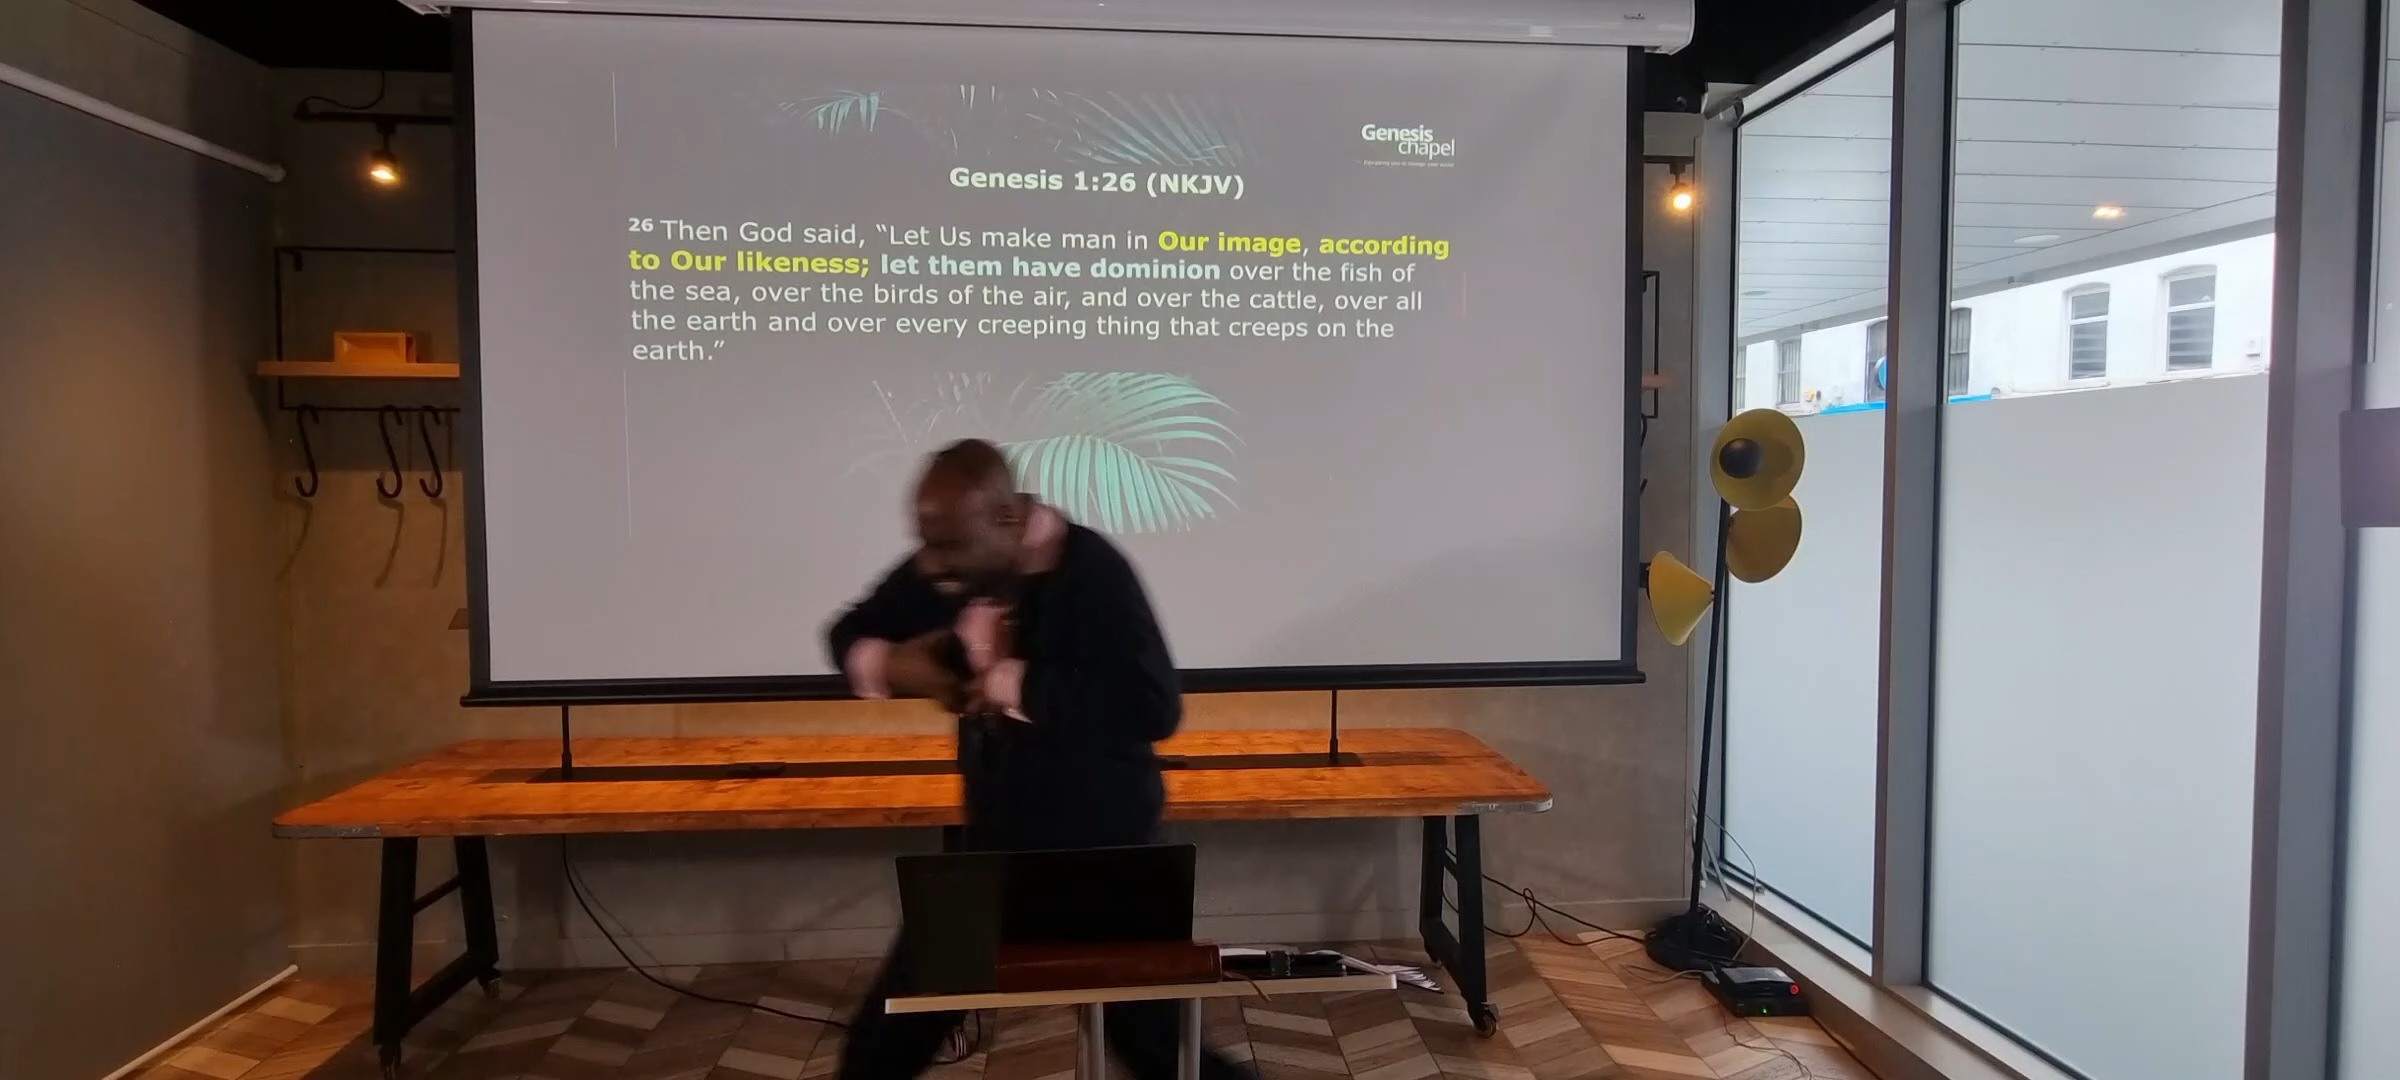 Genesis
chapel
Genesis 1:26 (NKJV)
26 Then God said, “Let Us make man in Our image, according
to Our likeness; let them have dominion over the fish of
the sea, over the birds of the air, and over the cattle, over all
the earth and over every creeping thing that creeps on the
earth.”